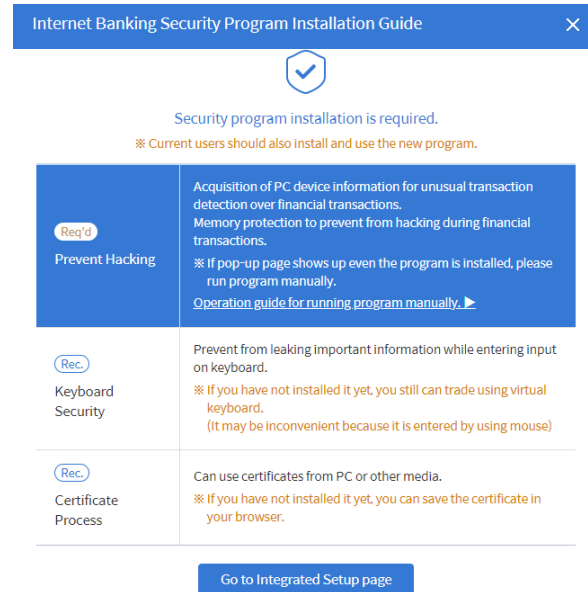 Internet Banking Security Program Installation Guide
Security program installation is required.
※ Current users should also install and use the new program.
Req'd
Prevent Hacking
Acquisition of PC device information for unusual transaction
detection over financial transactions.
Memory protection to prevent from hacking during financial
transactions.
※ If pop-up page shows up even the program is installed, please
run program manually.
Operation guide for running program manually. ▶
Rec.
Keyboard
Security
Prevent from leaking important information while entering input
on keyboard.
※ If you have not installed it yet, you still can trade using virtual
keyboard.
(It may be inconvenient because it is entered by using mouse)
Rec.
Certificate
Process
Can use certificates from PC or other media.
※ If you have not installed it yet, you can save the certificate in
your browser.
Go to Integrated Setup page